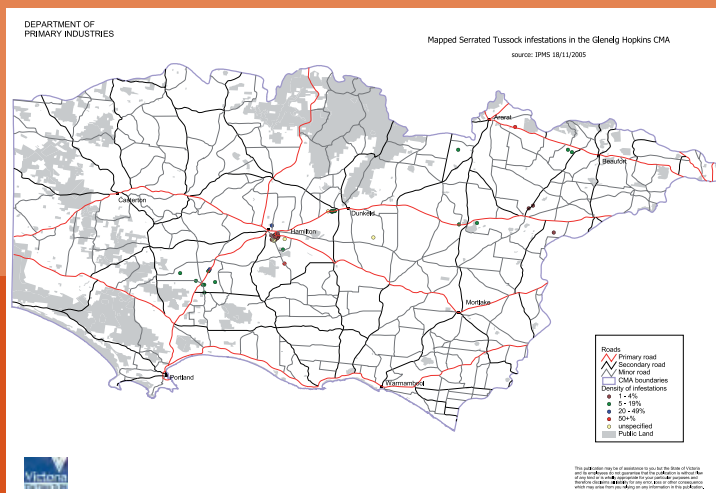 DEPARTMENT OF
PRIMARY INDUSTRIES
Mapped Serrated Tussock infestations in the Glenelg Hopkins CMA
source: IPMS 18/11/2005
Ararat
Beaufort
Casterton
Dunkeld
Hamilton
Mortlake
Portland
Warrnambool
Roads
Primary road
Secondary road
Minor road
CMA boundaries
Density of infestations
1 - 4%
5 - 19%
20 - 49%
50+%
unspecified
Public Land
Victoria
The Place To Be
This publication may be of assistance to you but the State of Victoria
and its employees do not guarantee that the publication is without flaw
of any kind or is wholly appropriate for your particular purposes and
therefore disclaims all liability for any error, loss or other consequence
which may arise from you relying on any information in this publication.